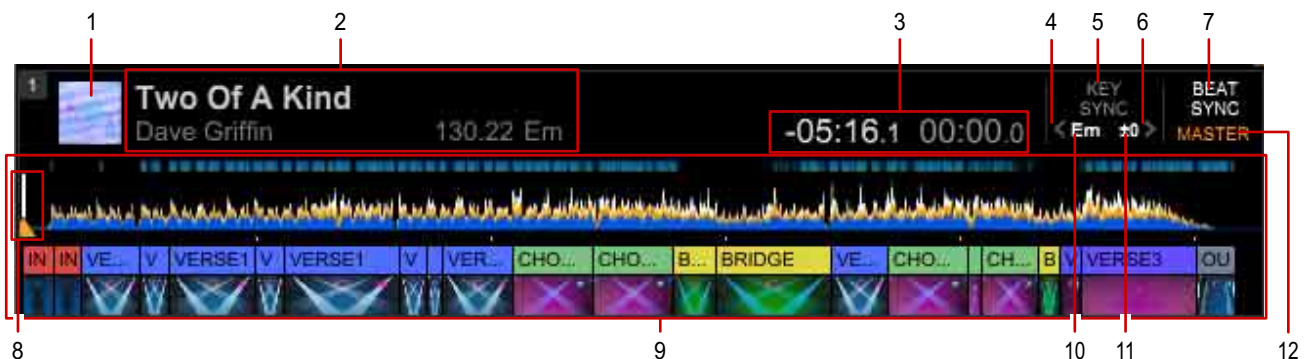 1 2 3 4 5 6 7
1 Two Of A Kind KEY BEAT
SYNC SYNC
Dave Griffin 130.22 Em -05:16.1 00:00.0 < Em ±0 > MASTER
IN IN VE... V VERSE1 V VERSE1 V VER... CHO... CHO... B... BRIDGE VE... CHO... CH... B V VERSE3 OU
8 9 10 11 12